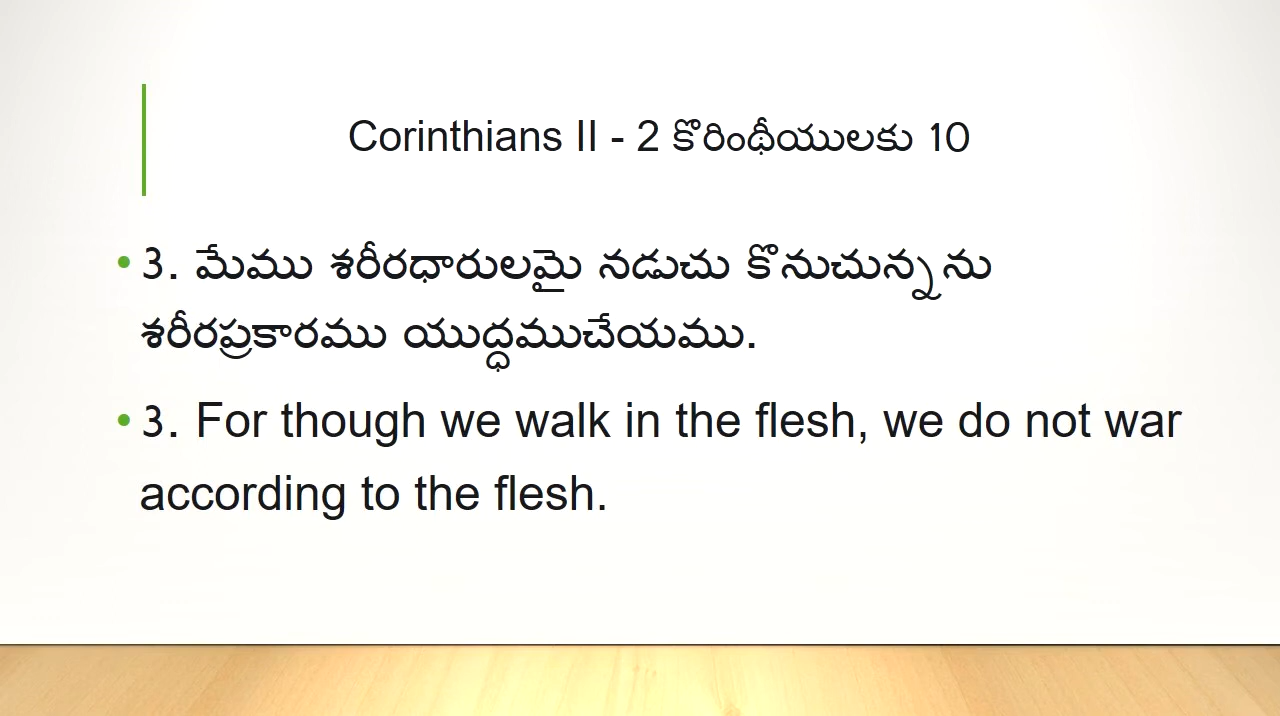 Corinthians II - 2 కొరింథీయులకు 10
• 3. మేము శరీరధారులమై నడుచు కొనుచున్నను
శరీరప్రకారము యుద్ధముచేయము.
• 3. For though we walk in the flesh, we do not war
according to the flesh.